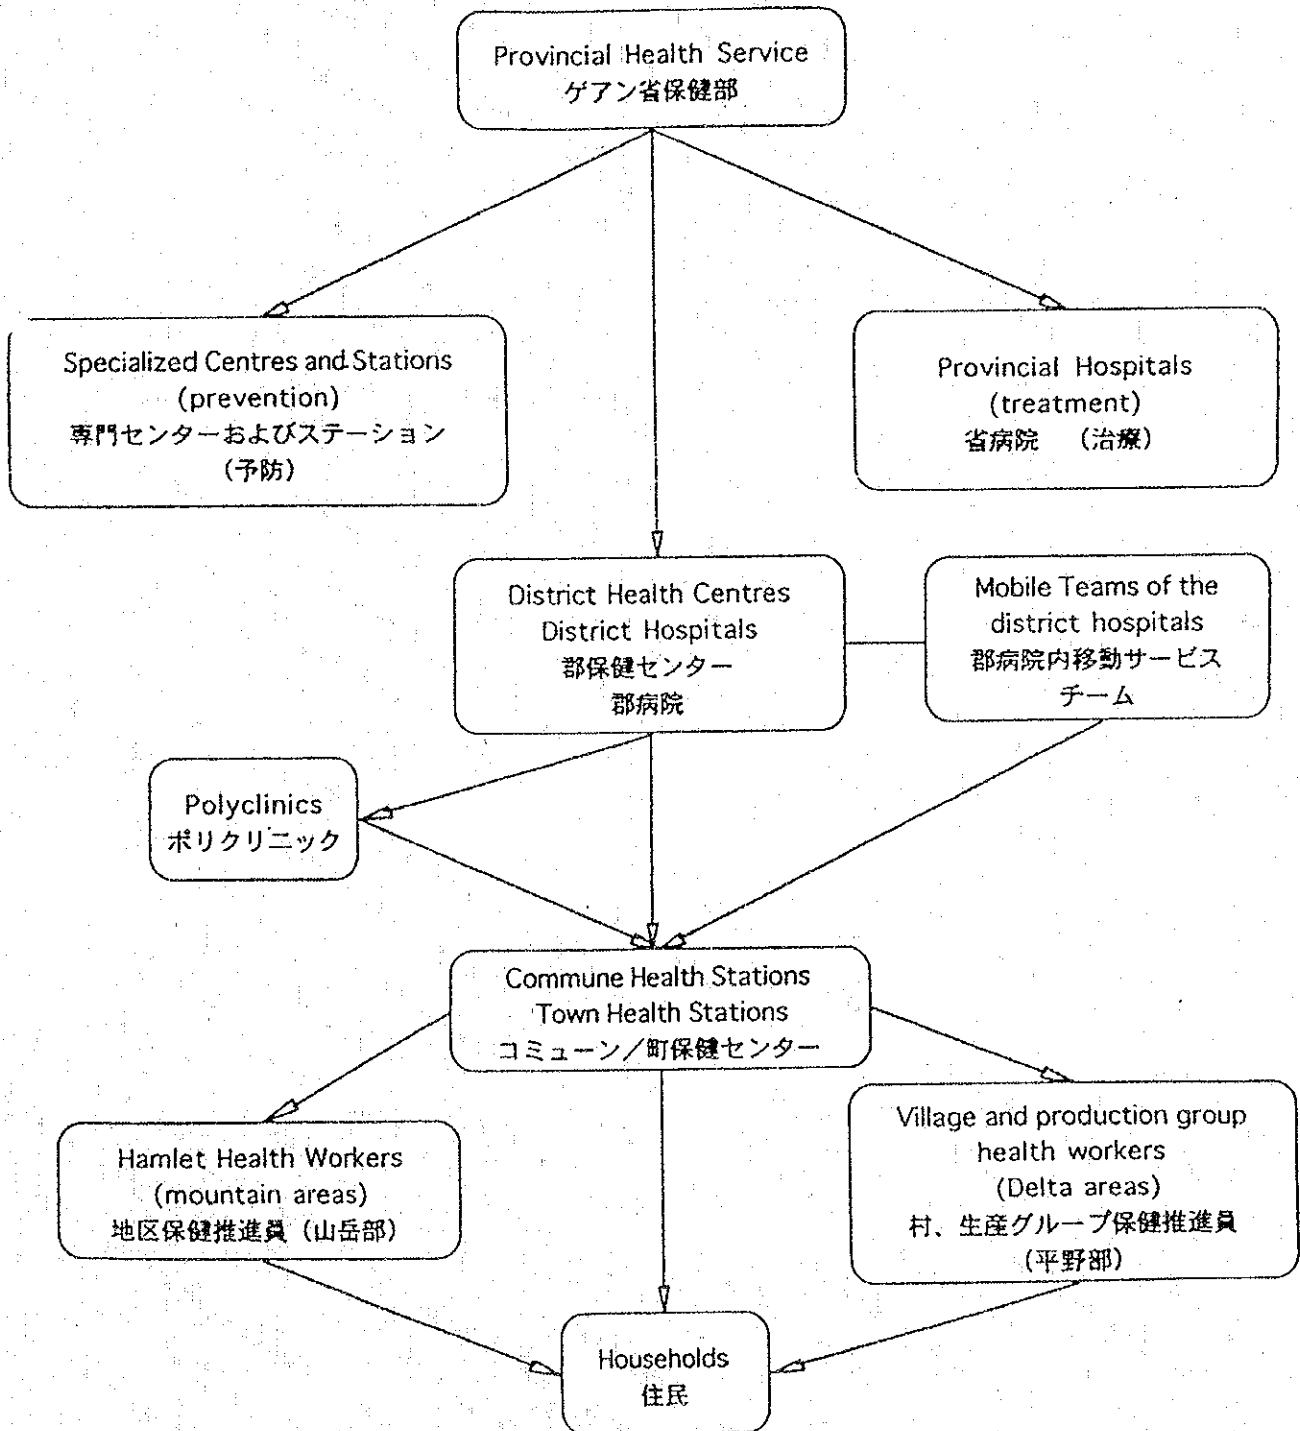 Provincial Health Service
ゲアン省保健部
Specialized Centres and Stations
(prevention)
専門センターおよびステーション
（予防）
Provincial Hospitals
(treatment)
省病院　（治療）
District Health Centres
District Hospitals
郡保健センター
郡病院
Mobile Teams of the
district hospitals
郡病院内移動サービス
チーム
Polyclinics
ポリクリニック
Commune Health Stations
Town Health Stations
コミューン／町保健センター
Hamlet Health Workers
(mountain areas)
地区保健推進員（山岳部）
Village and production group
health workers
(Delta areas)
村、生産グループ保健推進員
（平野部）
Households
住民